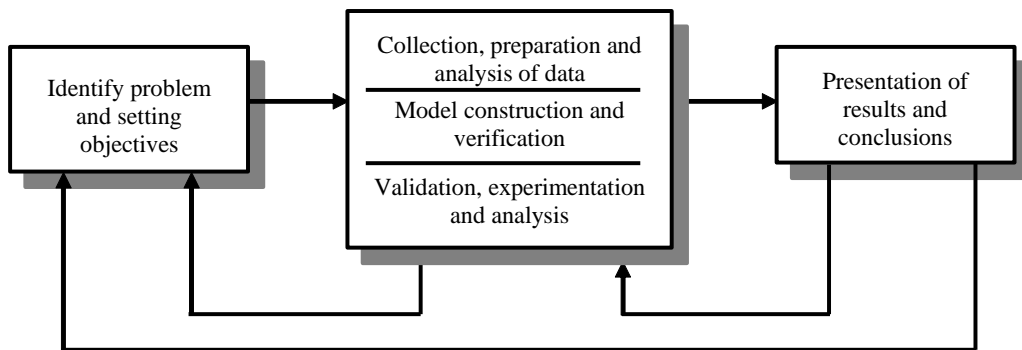 Identify problem
and setting
objectives
Collection, preparation and
analysis of data
Model construction and
verification
Validation, experimentation
and analysis
Presentation of
results and
conclusions